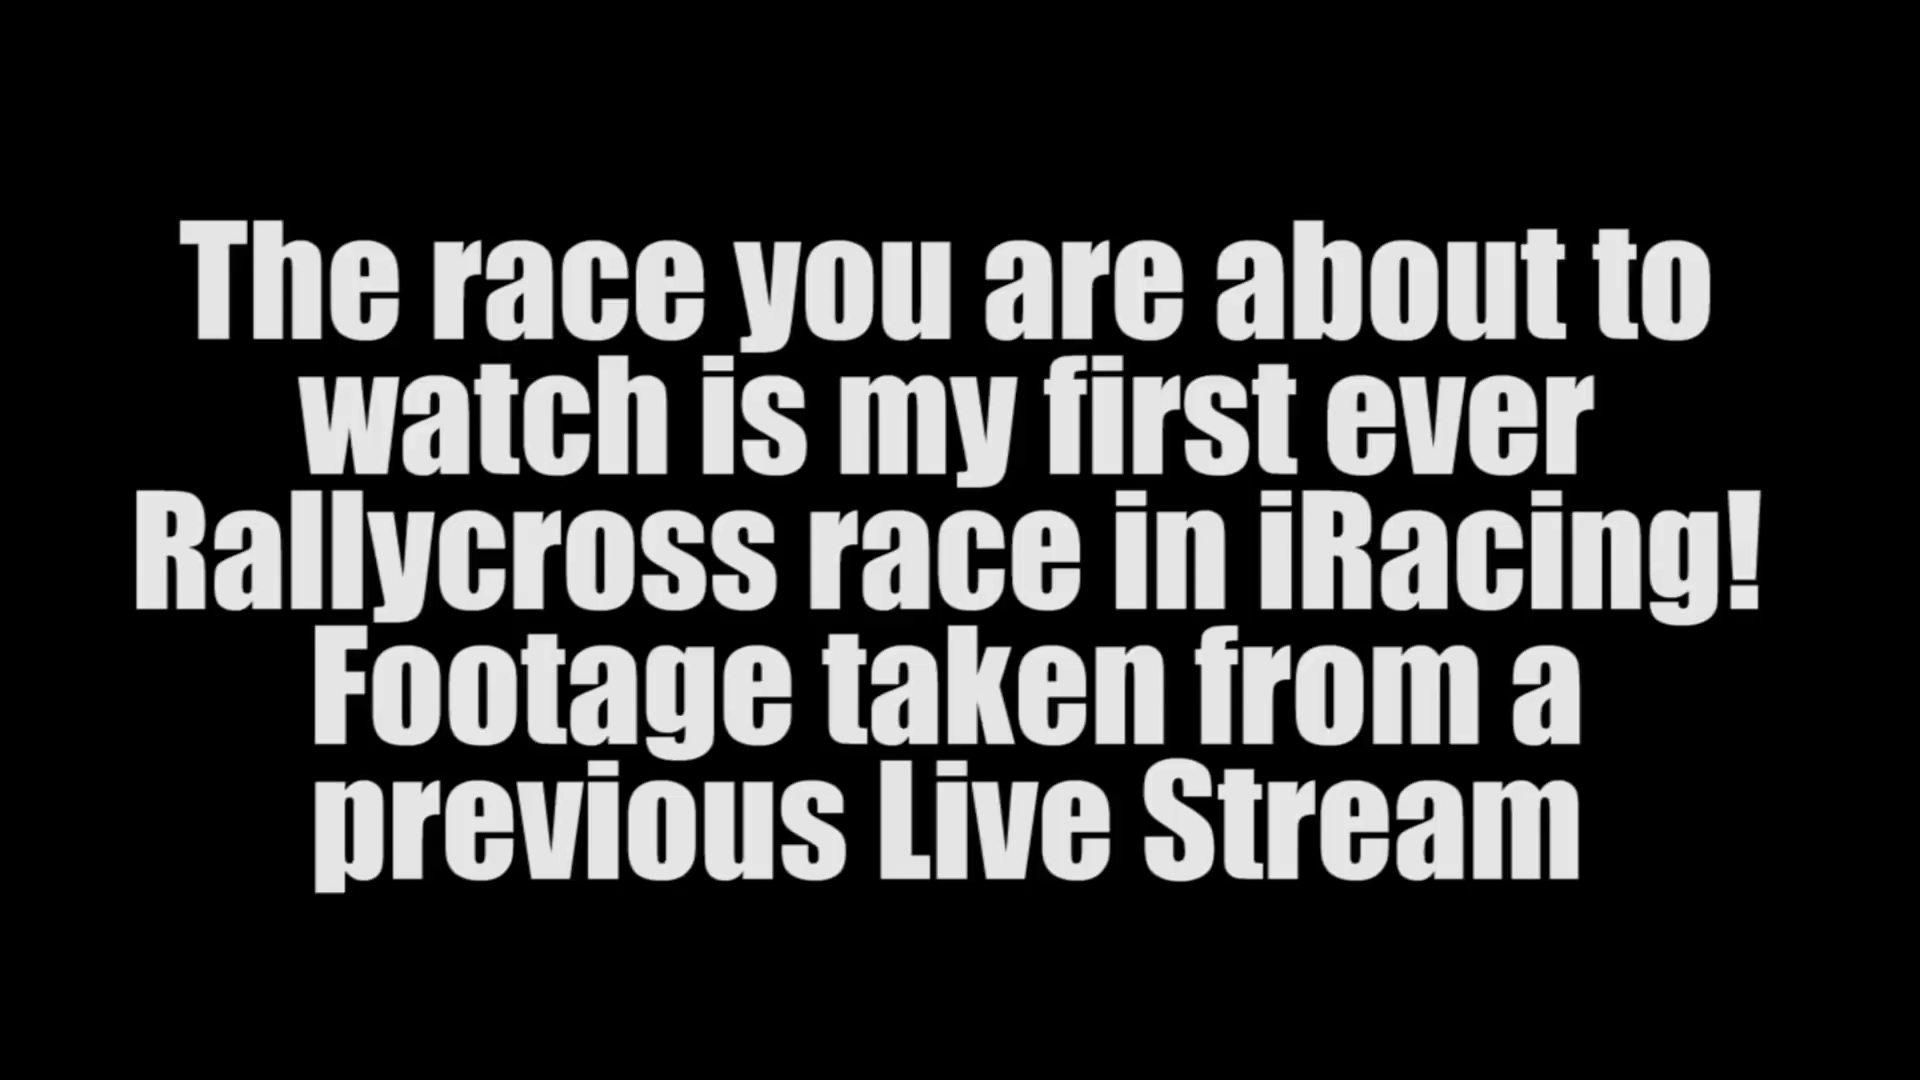 The race you are about to
watch is my first ever
Rallycross race in iRacing!
Footage taken from a
previous Live Stream